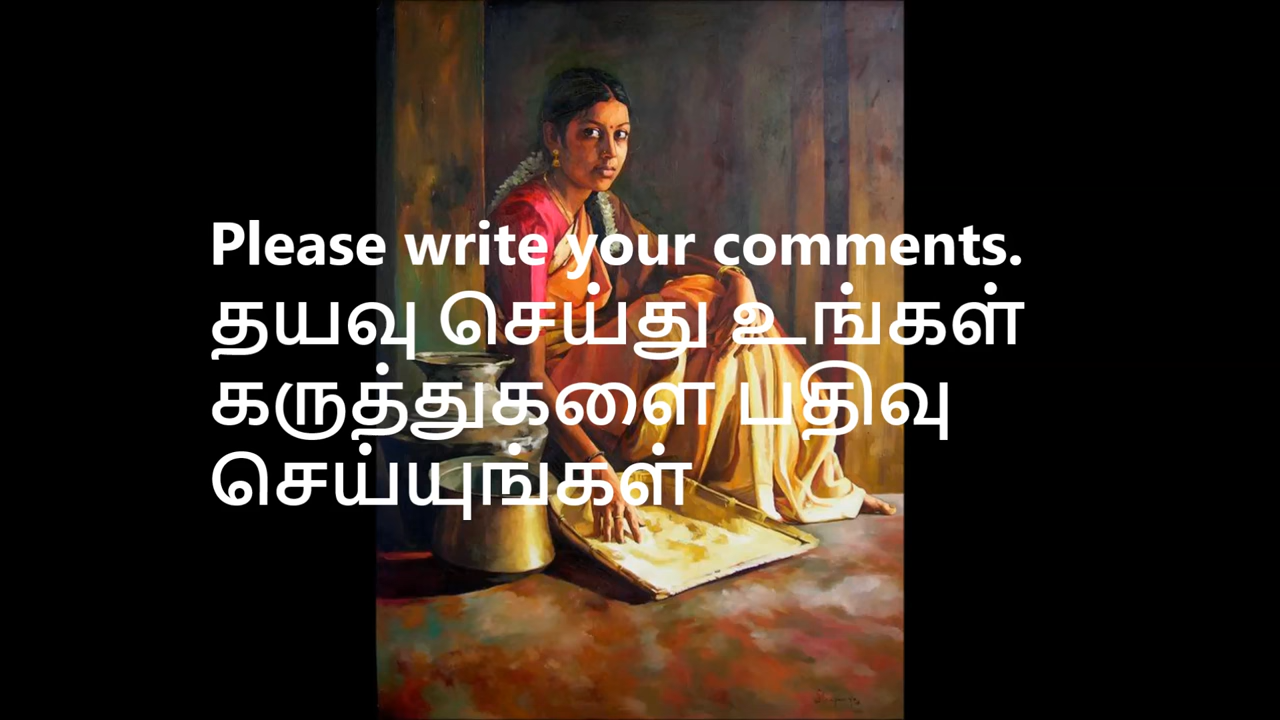 Please write your comments.
தயவு செய்து உங்கள்
கருத்துகளை பதிவு
செய்யுங்கள்